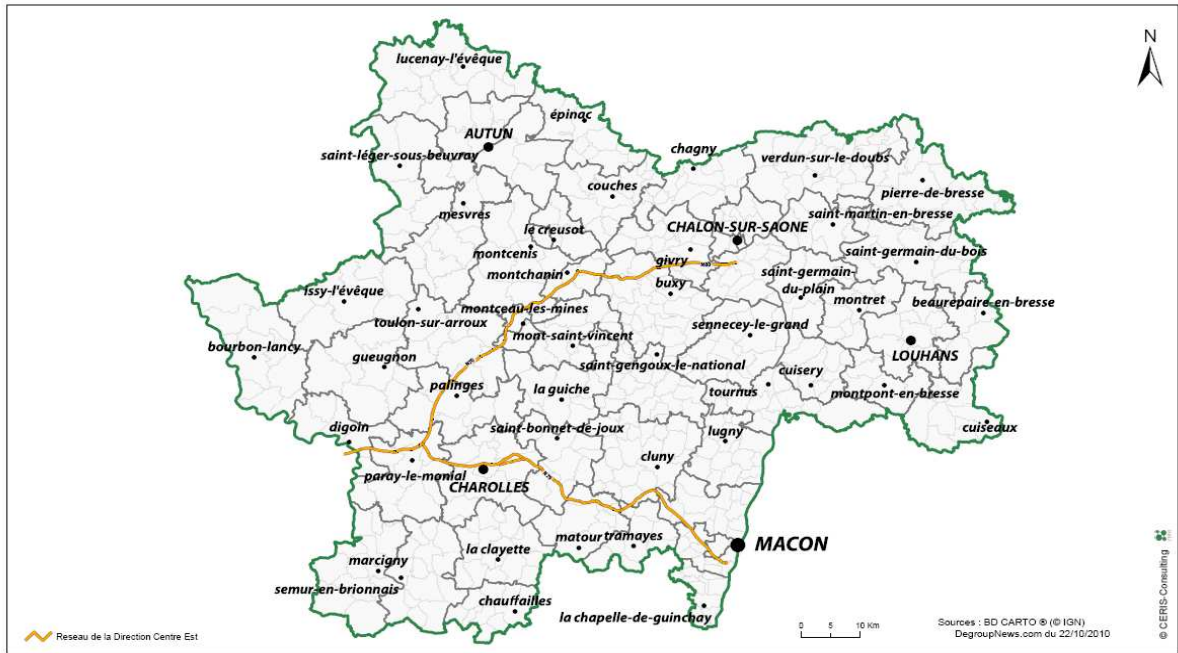 N
lucenay-l'évêque
épinac
AUTUN
chagny
saint-léger-sous-beuvray
verdun-sur-le-doubs
couches
pierre-de-bresse
mesvres
saint-martin-en-bresse
CHALON-SUR-SAONE
le creusot
montcenis
saint-germain-du-bois
givry
montchanin
saint-germain-
du-plain
buxy
issy-l'évêque
montret
beaurepaire-en-bresse
montceau-les-mines
toulon-sur-arroux
sennecey-le-grand
mont-saint-vincent
bourbon-lancy
gueugnon
LOUHANS
saint-gengoux-le-national
cuisery
palinges
la guiche
tournus
montpont-en-bresse
digoin
saint-bonnet-de-joux
lugny
cuiseaux
cluny
paray-le-monial
CHAROLLES
matour
tramayes
MACON
la clayette
marcigny
semur-en-brionnais
chauffailles
la chapelle-de-guinchay
Reseau de la Direction Centre Est
0 5 10 Km
Sources : BD CARTO ® (© IGN)
DegroupNews.com du 22/10/2010
© CERIS-Consulting